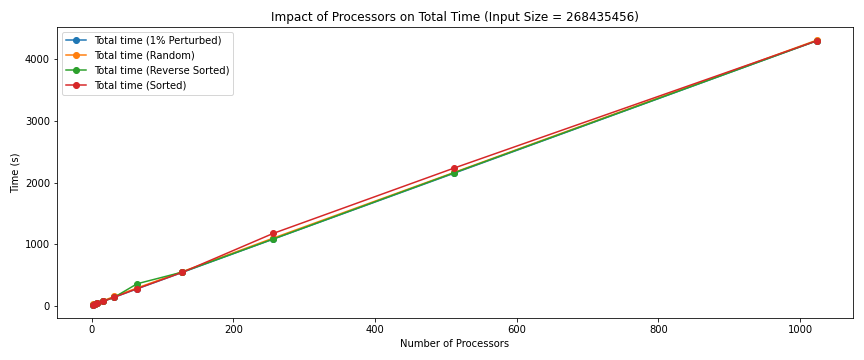 Impact of Processors on Total Time (Input Size = 268435456)
Total time (1% Perturbed)
Total time (Random)
Total time (Reverse Sorted)
Total time (Sorted)
4000
3000
2000
1000
0
Time (s)
0 200 400 600 800 1000
Number of Processors